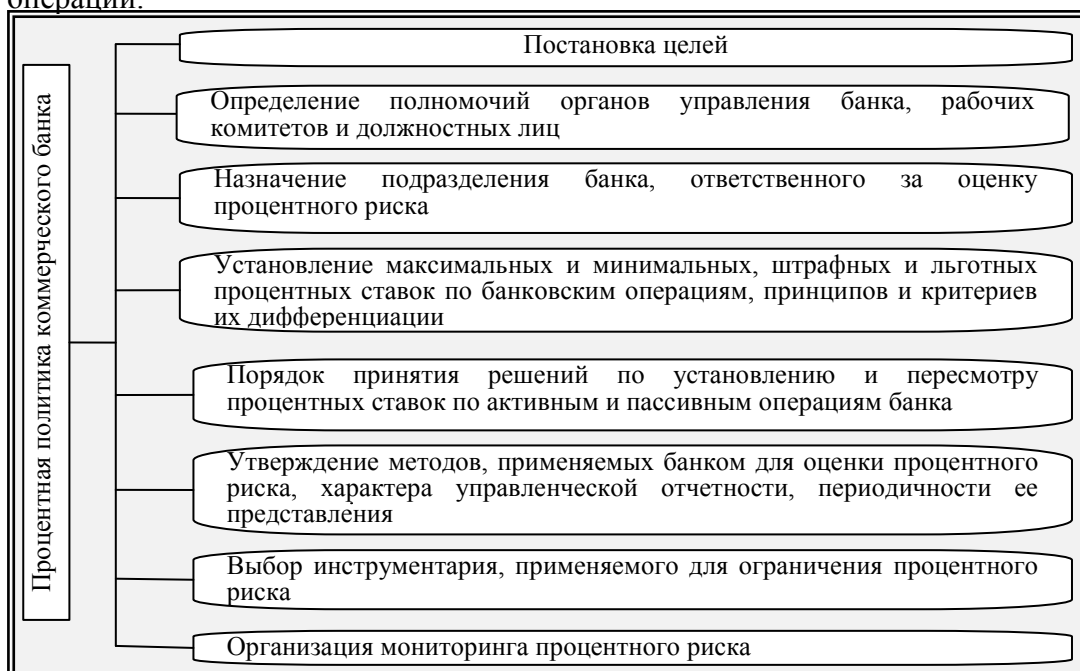 операций.
Процентная политика коммерческого банка
Постановка целей
Определение полномочий органов управления банка, рабочих
комитетов и должностных лиц
Назначение подразделения банка, ответственного за оценку
процентного риска
Установление максимальных и минимальных, штрафных и льготных
процентных ставок по банковским операциям, принципов и критериев
их дифференциации
Порядок принятия решений по установлению и пересмотру
процентных ставок по активным и пассивным операциям банка
Утверждение методов, применяемых банком для оценки процентного
риска, характера управленческой отчетности, периодичности ее
представления
Выбор инструментария, применяемого для ограничения процентного
риска
Организация мониторинга процентного риска